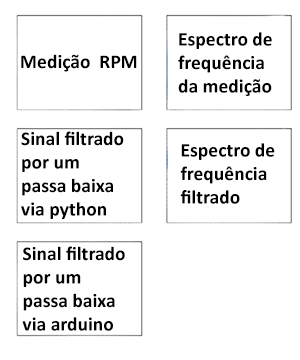 Medição RPM
Espectro de
frequência
da medição
Sinal filtrado
por um
passa baixa
via python
Espectro de
frequência
filtrado
Sinal filtrado
por um
passa baixa
via arduino